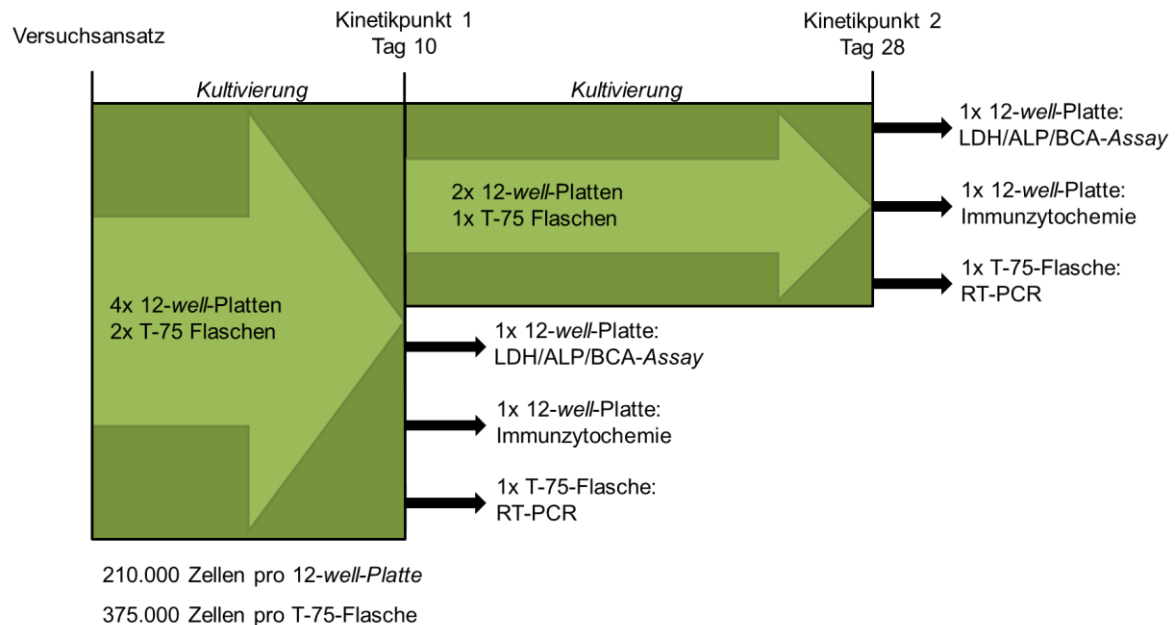 Versuchsansatz
Kinetikpunkt 1
Tag 10
Kinetikpunkt 2
Tag 28
Kultivierung
Kultivierung
4x 12-well-Platten
2x T-75 Flaschen
2x 12-well-Platten
1x T-75 Flaschen
1x 12-well-Platte:
LDH/ALP/BCA-Assay
1x 12-well-Platte:
Immunzytochemie
1x T-75-Flasche:
RT-PCR
1x 12-well-Platte:
LDH/ALP/BCA-Assay
1x 12-well-Platte:
Immunzytochemie
1x T-75-Flasche:
RT-PCR
210.000 Zellen pro 12-well-Platte
375.000 Zellen pro T-75-Flasche